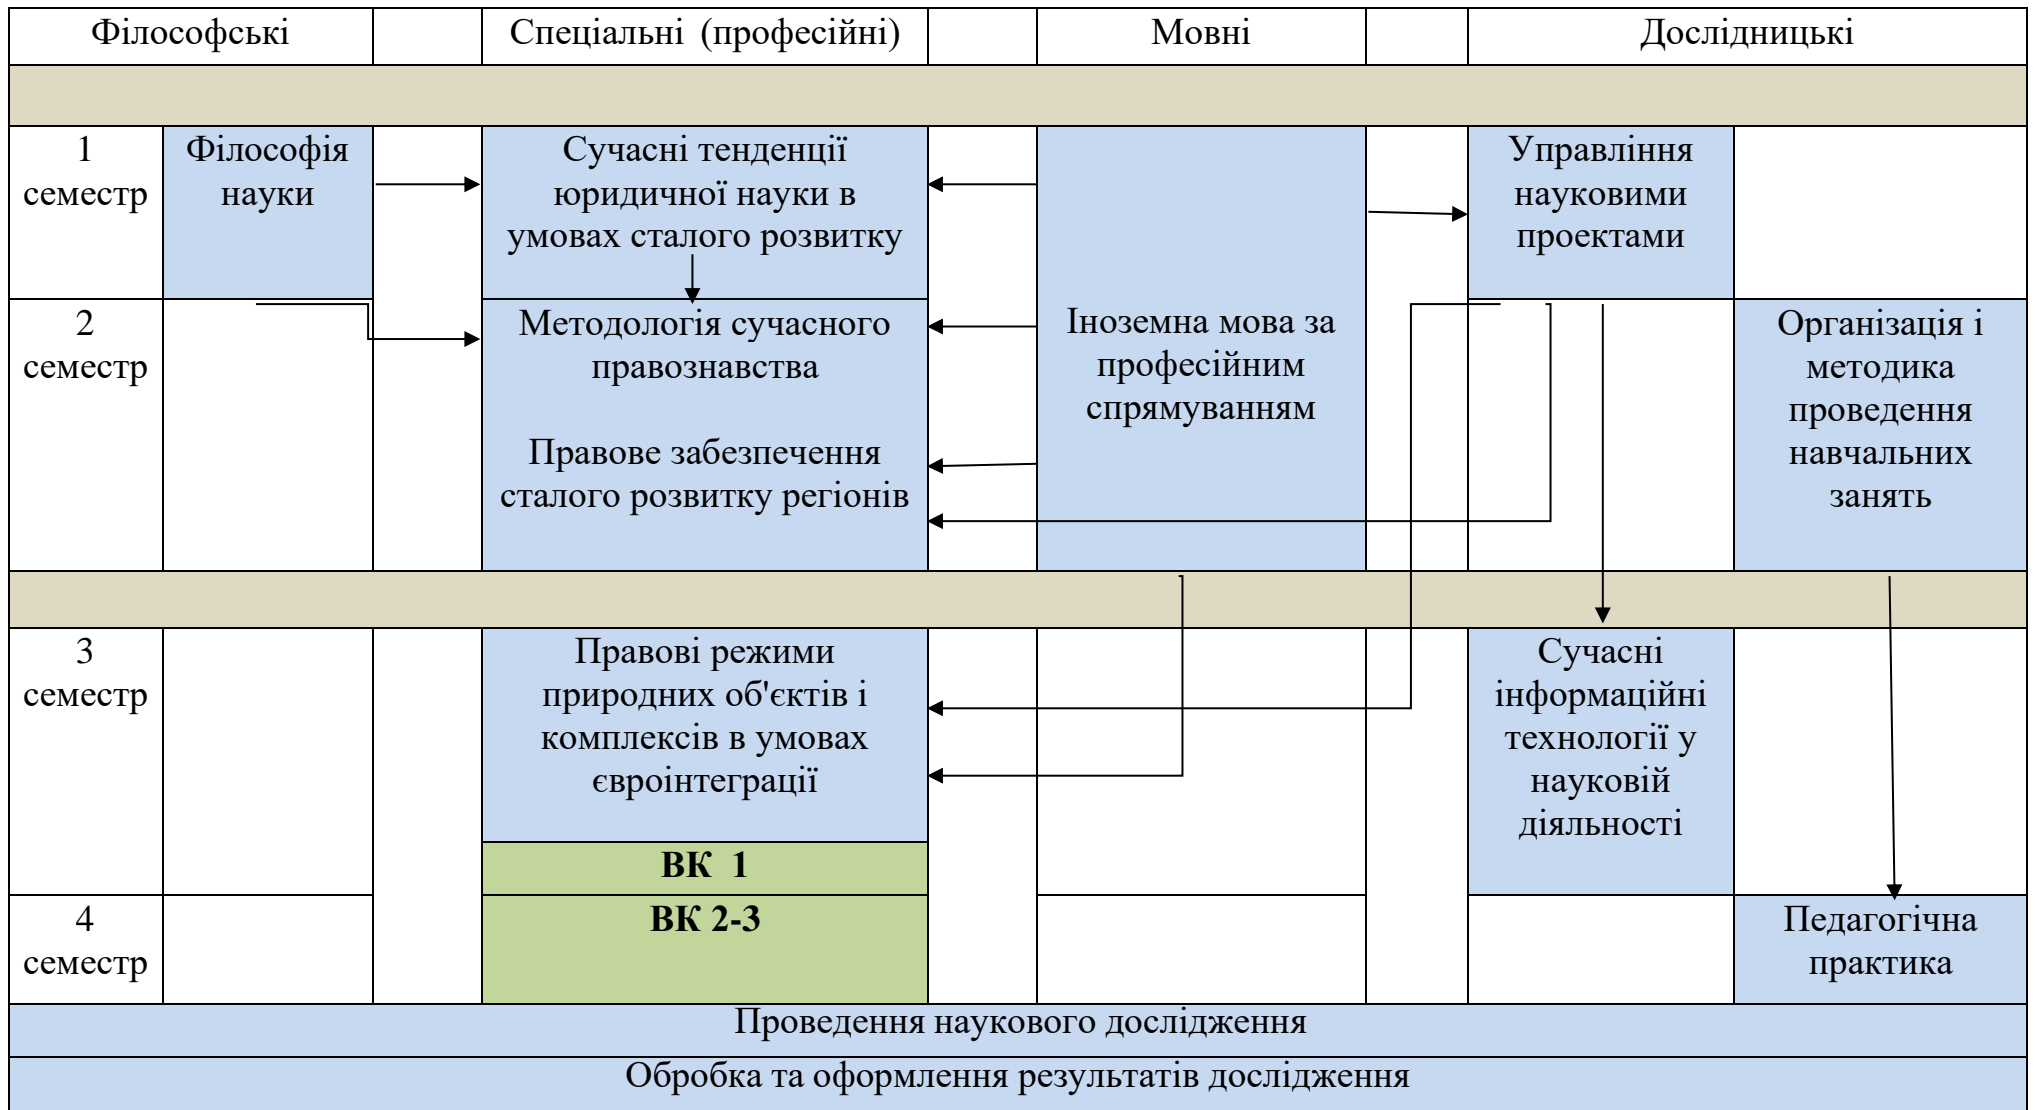 Філософські
Спеціальні (професійні)
Мовні
Дослідницькі
1
семестр
Філософія
науки
Сучасні тенденції
юридичної науки в
умовах сталого розвитку
Іноземна мова за
професійним
спрямуванням
Управління
науковими
проектами
2
семестр
Методологія сучасного
правознавства
Правове забезпечення
сталого розвитку регіонів
Організація і
методика
проведення
навчальних
занять
3
семестр
Правові режими
природних об'єктів і
комплексів в умовах
євроінтеграції
Сучасні
інформаційні
технології у
науковій
діяльності
ВК 1
4
семестр
ВК 2-3
Педагогічна
практика
Проведення наукового дослідження
Обробка та оформлення результатів дослідження